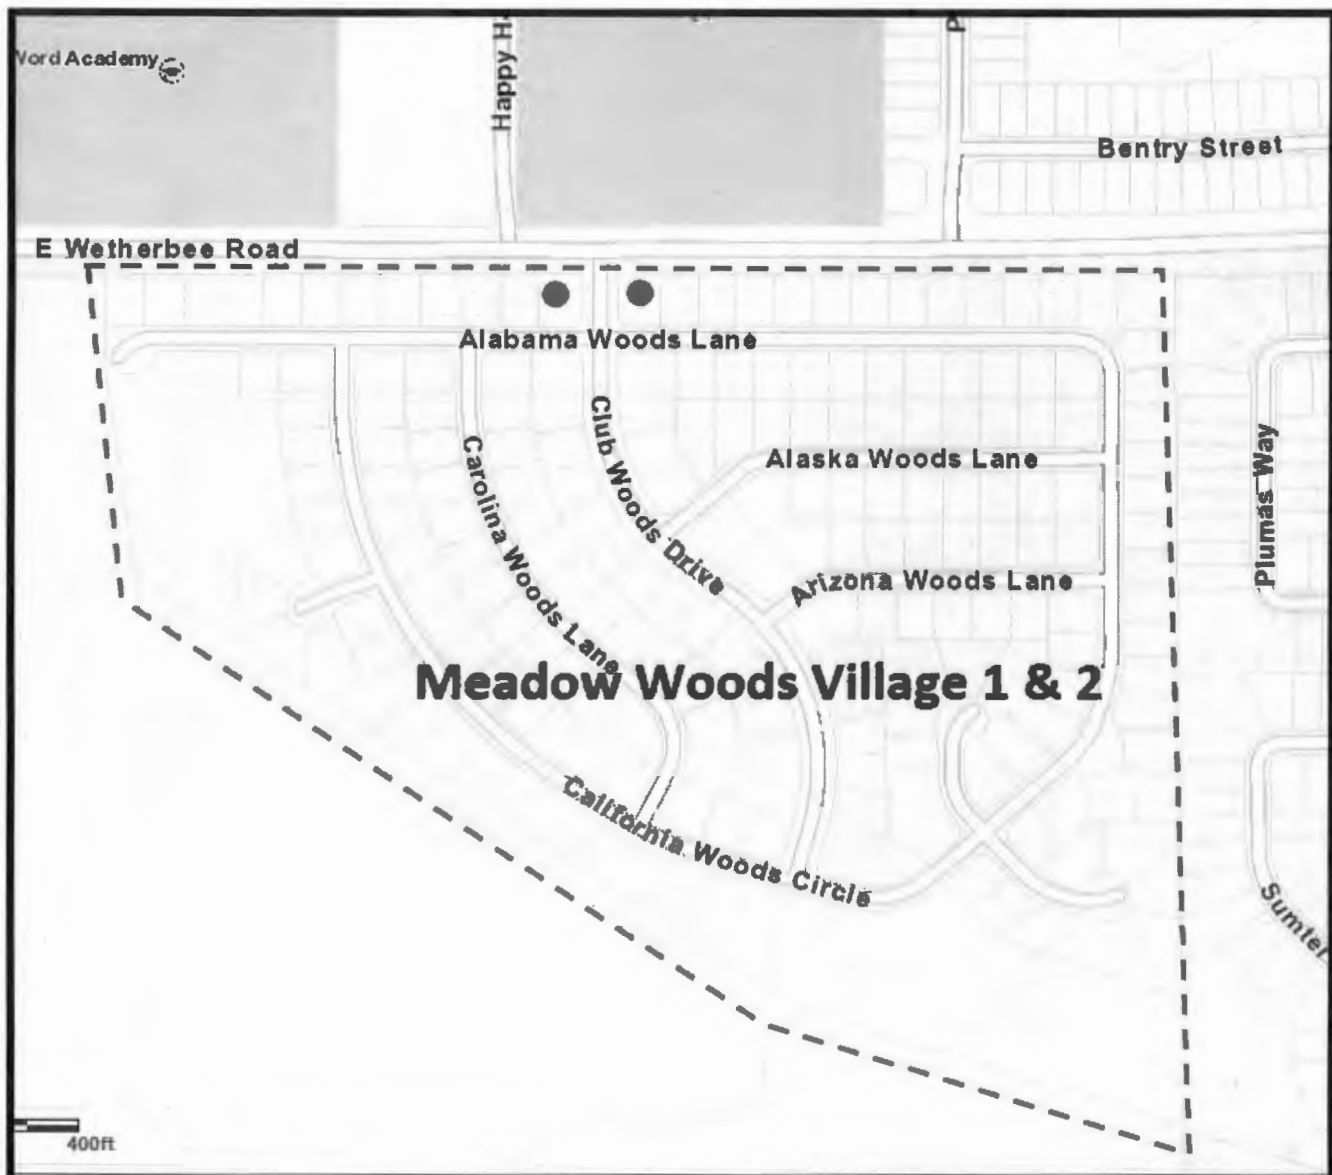 Word Academy
Happy
Bentry Street
E Wetherbee Road
Alabama Woods Lane
Club Woods Drive
Carolina Woods Lane
Alaska Woods Lane
Plumas Way
Arizona Woods Lane
Meadow Woods Village 1 & 2
California Woods Circle
Sumter
400ft